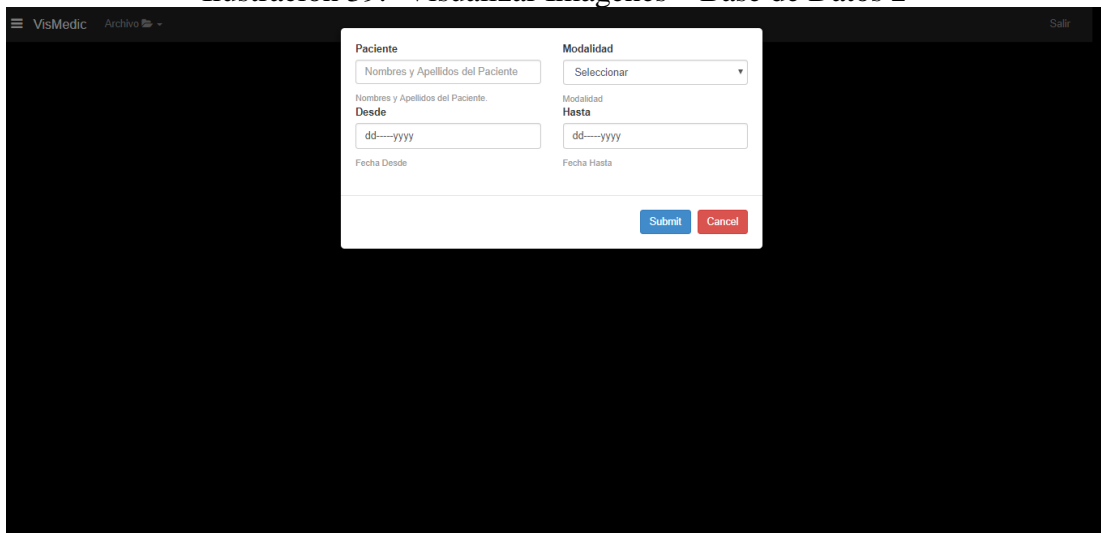 Ilustración 39: Visualizar Imágenes – Base de Datos 2
VisMedic Archivo Salir
Paciente Modalidad
Nombres y Apellidos del Paciente Seleccionar
Nombres y Apellidos del Paciente. Modalidad
Desde Hasta
dd-----yyyy dd-----yyyy
Fecha Desde Fecha Hasta
Submit Cancel